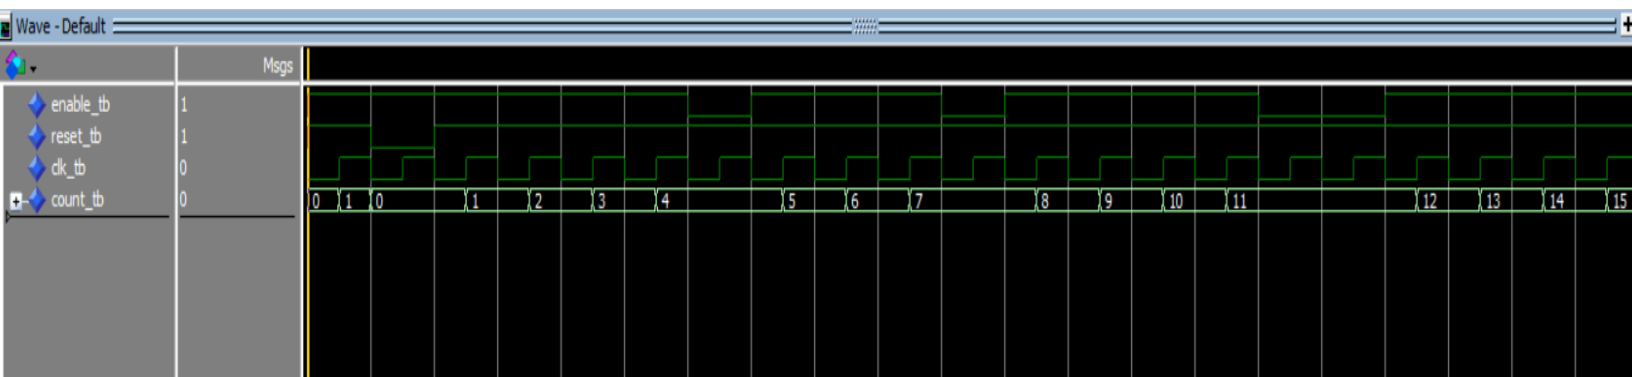 Wave - Default
Msgs
enable_tb 1
reset_tb 1
clk_tb 0
count_tb 0 0 1 0 1 2 3 4 5 6 7 8 9 10 11 12 13 14 15